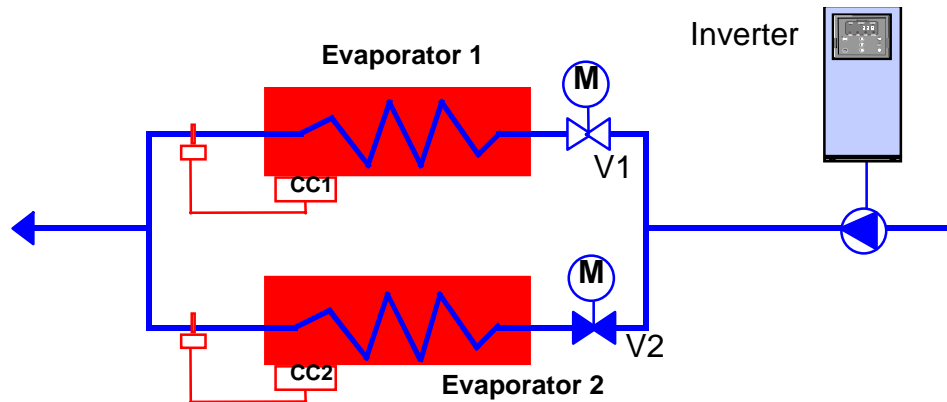 Inverter
Evaporator 1
M
V1
CC1
M
V2
CC2
Evaporator 2